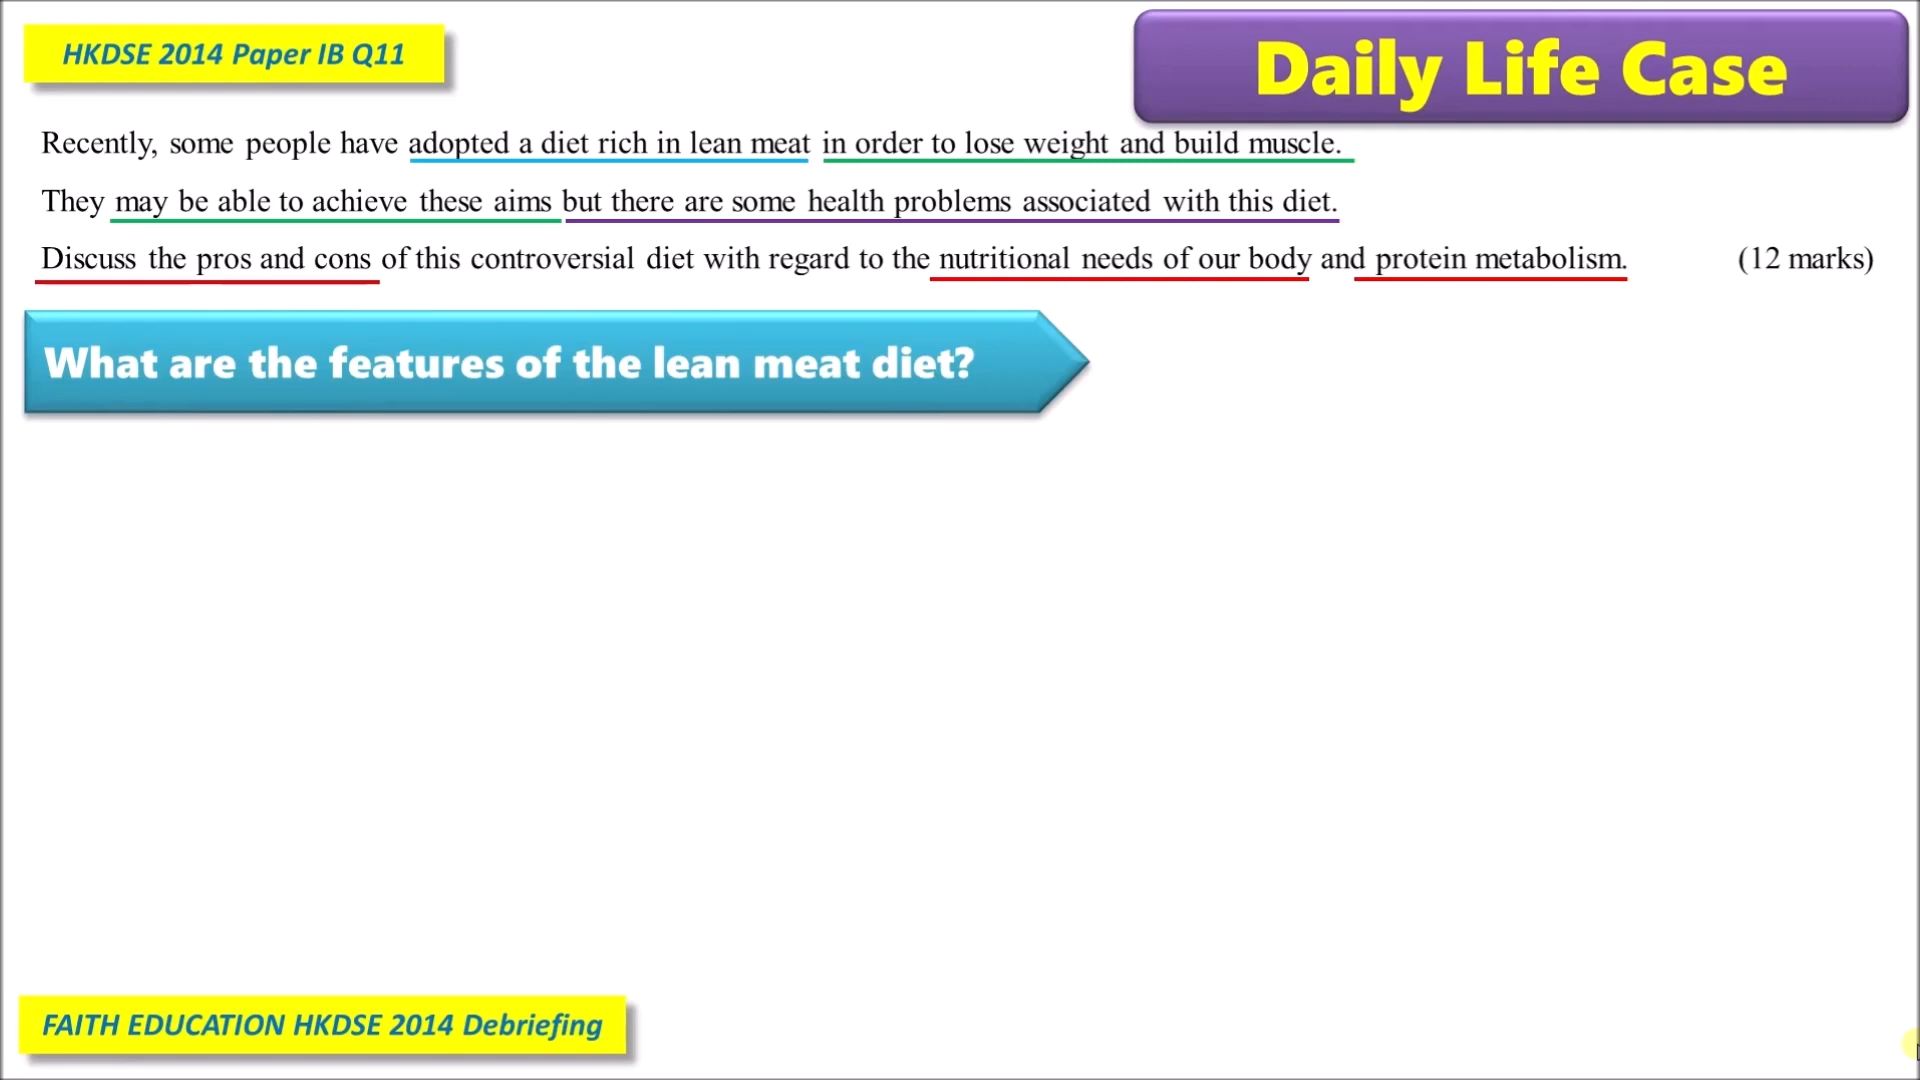 HKDSE 2014 Paper IB Q11
Daily Life Case
Recently, some people have adopted a diet rich in lean meat in order to lose weight and build muscle.
They may be able to achieve these aims but there are some health problems associated with this diet.
Discuss the pros and cons of this controversial diet with regard to the nutritional needs of our body and protein metabolism. (12 marks)
What are the features of the lean meat diet?
FAITH EDUCATION HKDSE 2014 Debriefing